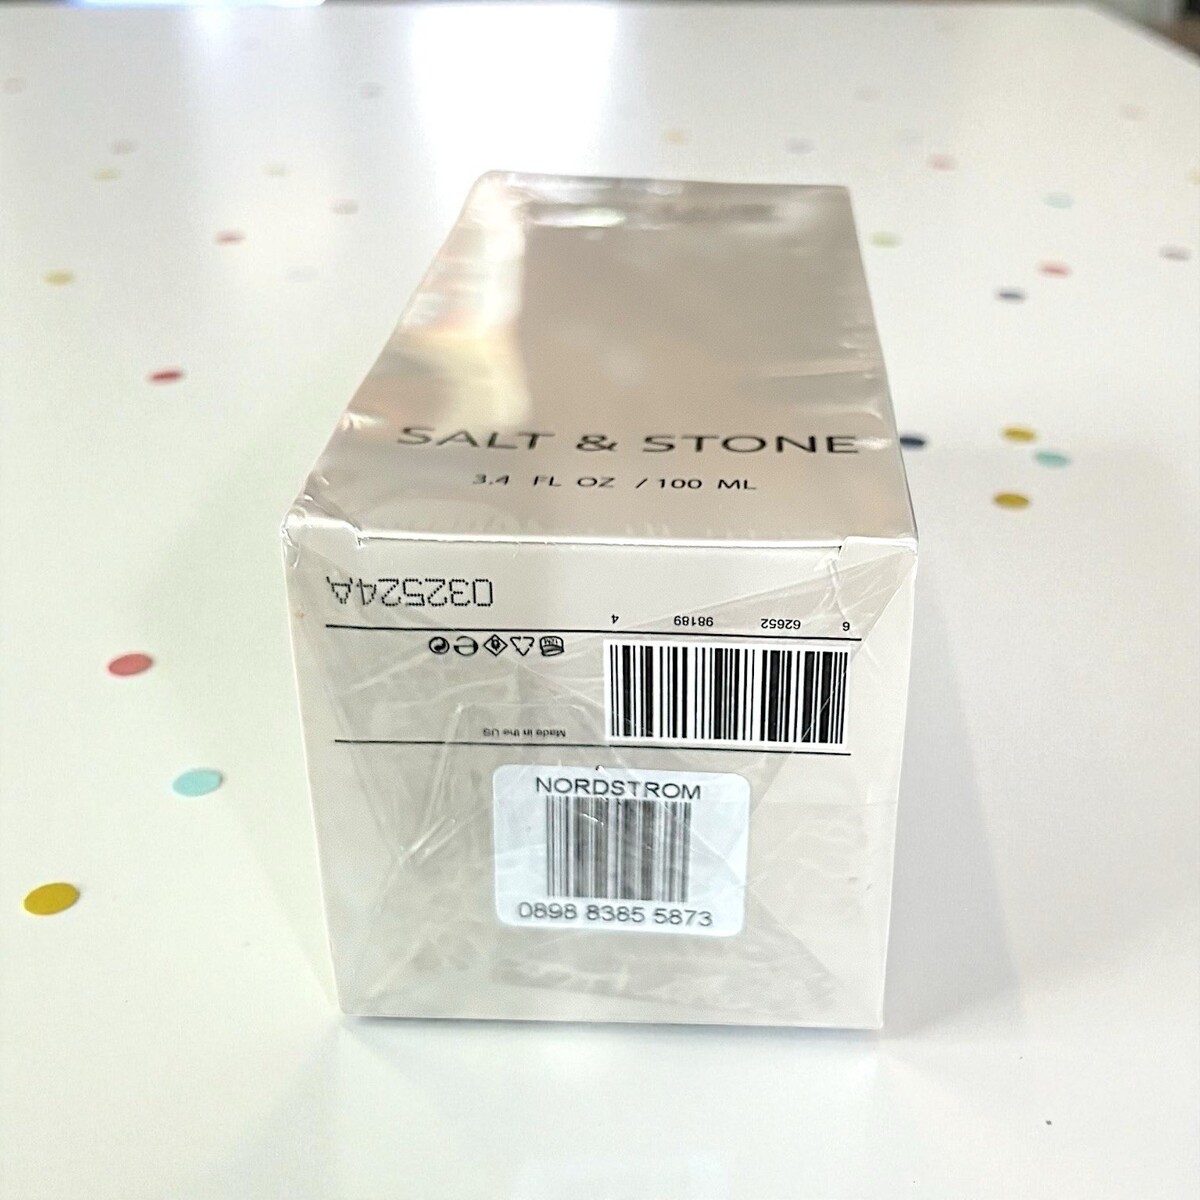 SALT & STONE
3.4 FL OZ / 100 ML
032524A
6 62652 98189 4
Made in the US
NORDSTROM
0898 8385 5873